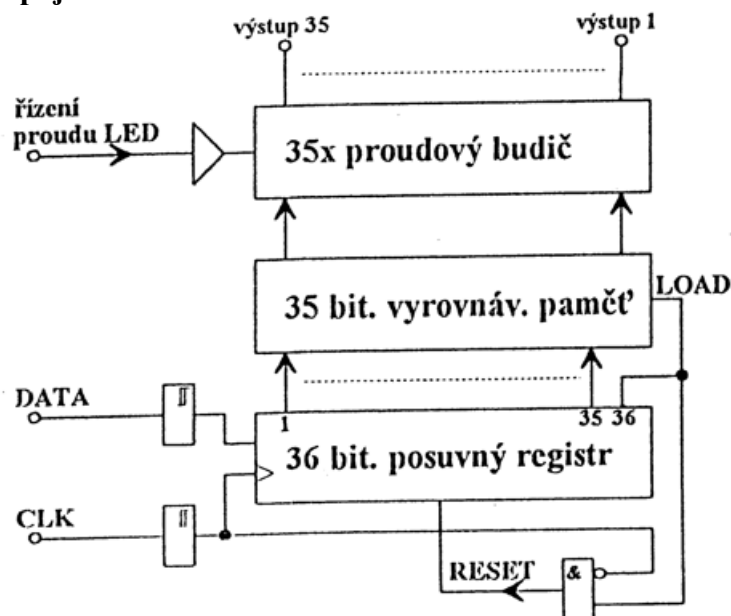 výstup 35
výstup 1
řízení
proudu LED
35x proudový budič
35 bit. vyrovnáv. paměť
LOAD
DATA
1
35 36
36 bit. posuvný registr
CLK
RESET
&